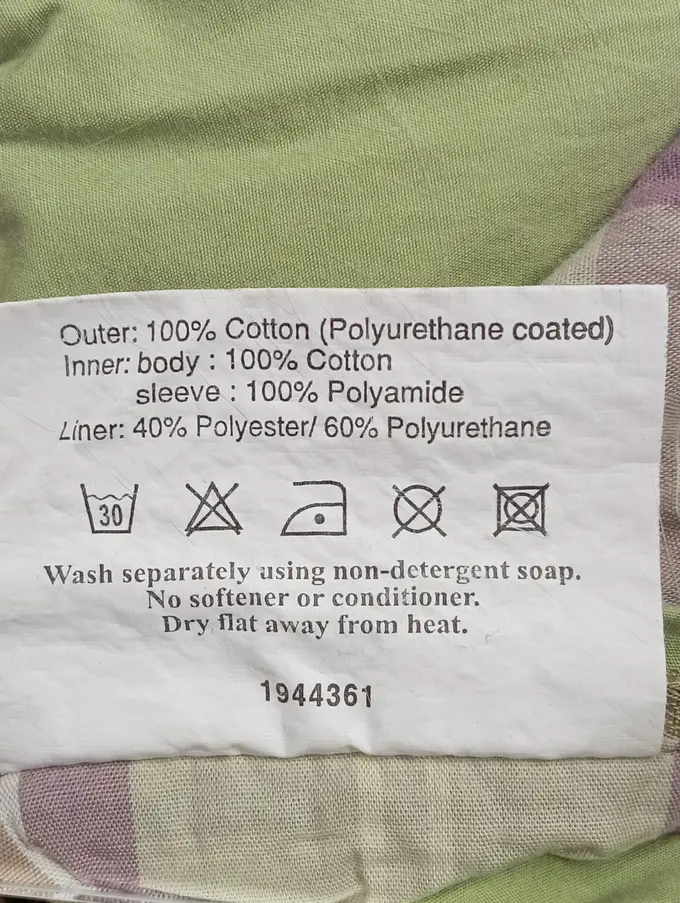 Outer: 100% Cotton (Polyurethane coated)
Inner: body : 100% Cotton
sleeve : 100% Polyamide
Liner: 40% Polyester/ 60% Polyurethane
30
Wash separately using non-detergent soap.
No softener or conditioner.
Dry flat away from heat.
1944361